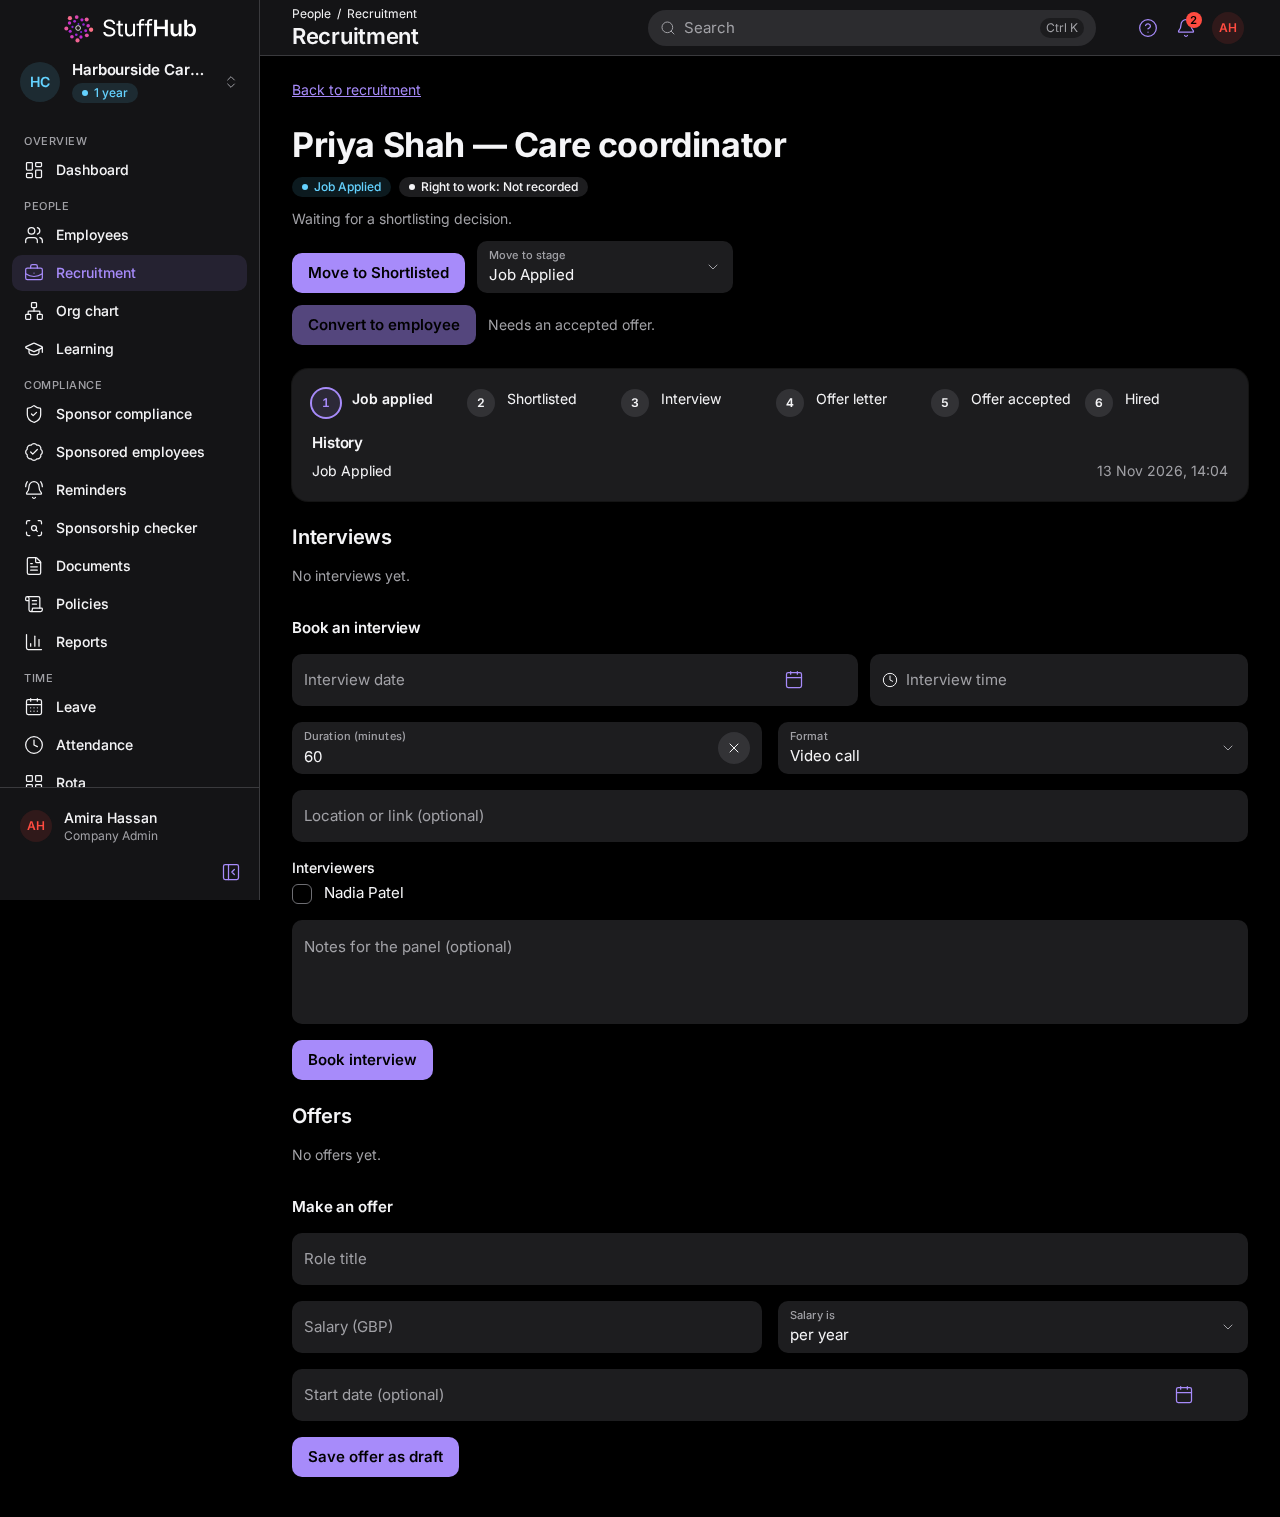 StuffHub
HC
Harbourside Car...
1 year
OVERVIEW
Dashboard
PEOPLE
Employees
Recruitment
Org chart
Learning
COMPLIANCE
Sponsor compliance
Sponsored employees
Reminders
Sponsorship checker
Documents
Policies
Reports
TIME
Leave
Attendance
Rota
AH
Amira Hassan
Company Admin
People / Recruitment
Recruitment
Search
Ctrl K
2
AH
Back to recruitment
Priya Shah — Care coordinator
Job Applied
Right to work: Not recorded
Waiting for a shortlisting decision.
Move to Shortlisted
Move to stage
Job Applied
Convert to employee
Needs an accepted offer.
1 Job applied
2 Shortlisted
3 Interview
4 Offer letter
5 Offer accepted
6 Hired
History
Job Applied
13 Nov 2026, 14:04
Interviews
No interviews yet.
Book an interview
Interview date
Interview time
Duration (minutes)
60
Format
Video call
Location or link (optional)
Interviewers
Nadia Patel
Notes for the panel (optional)
Book interview
Offers
No offers yet.
Make an offer
Role title
Salary (GBP)
Salary is
per year
Start date (optional)
Save offer as draft